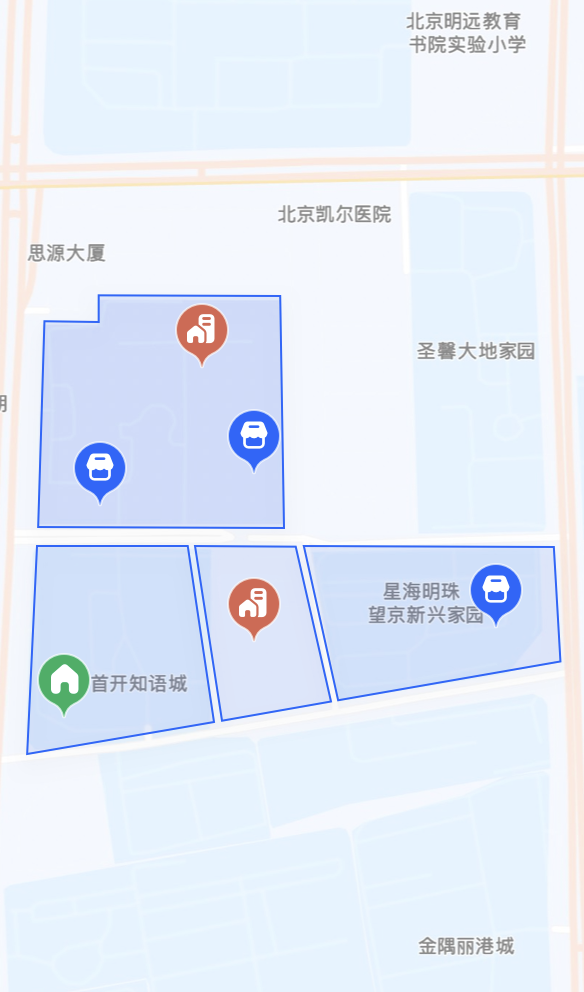 北京明远教育
书院实验小学
北京凯尔医院
思源大厦
圣馨大地家园
星海明珠
望京新兴家园
首开知语城
金隅丽港城